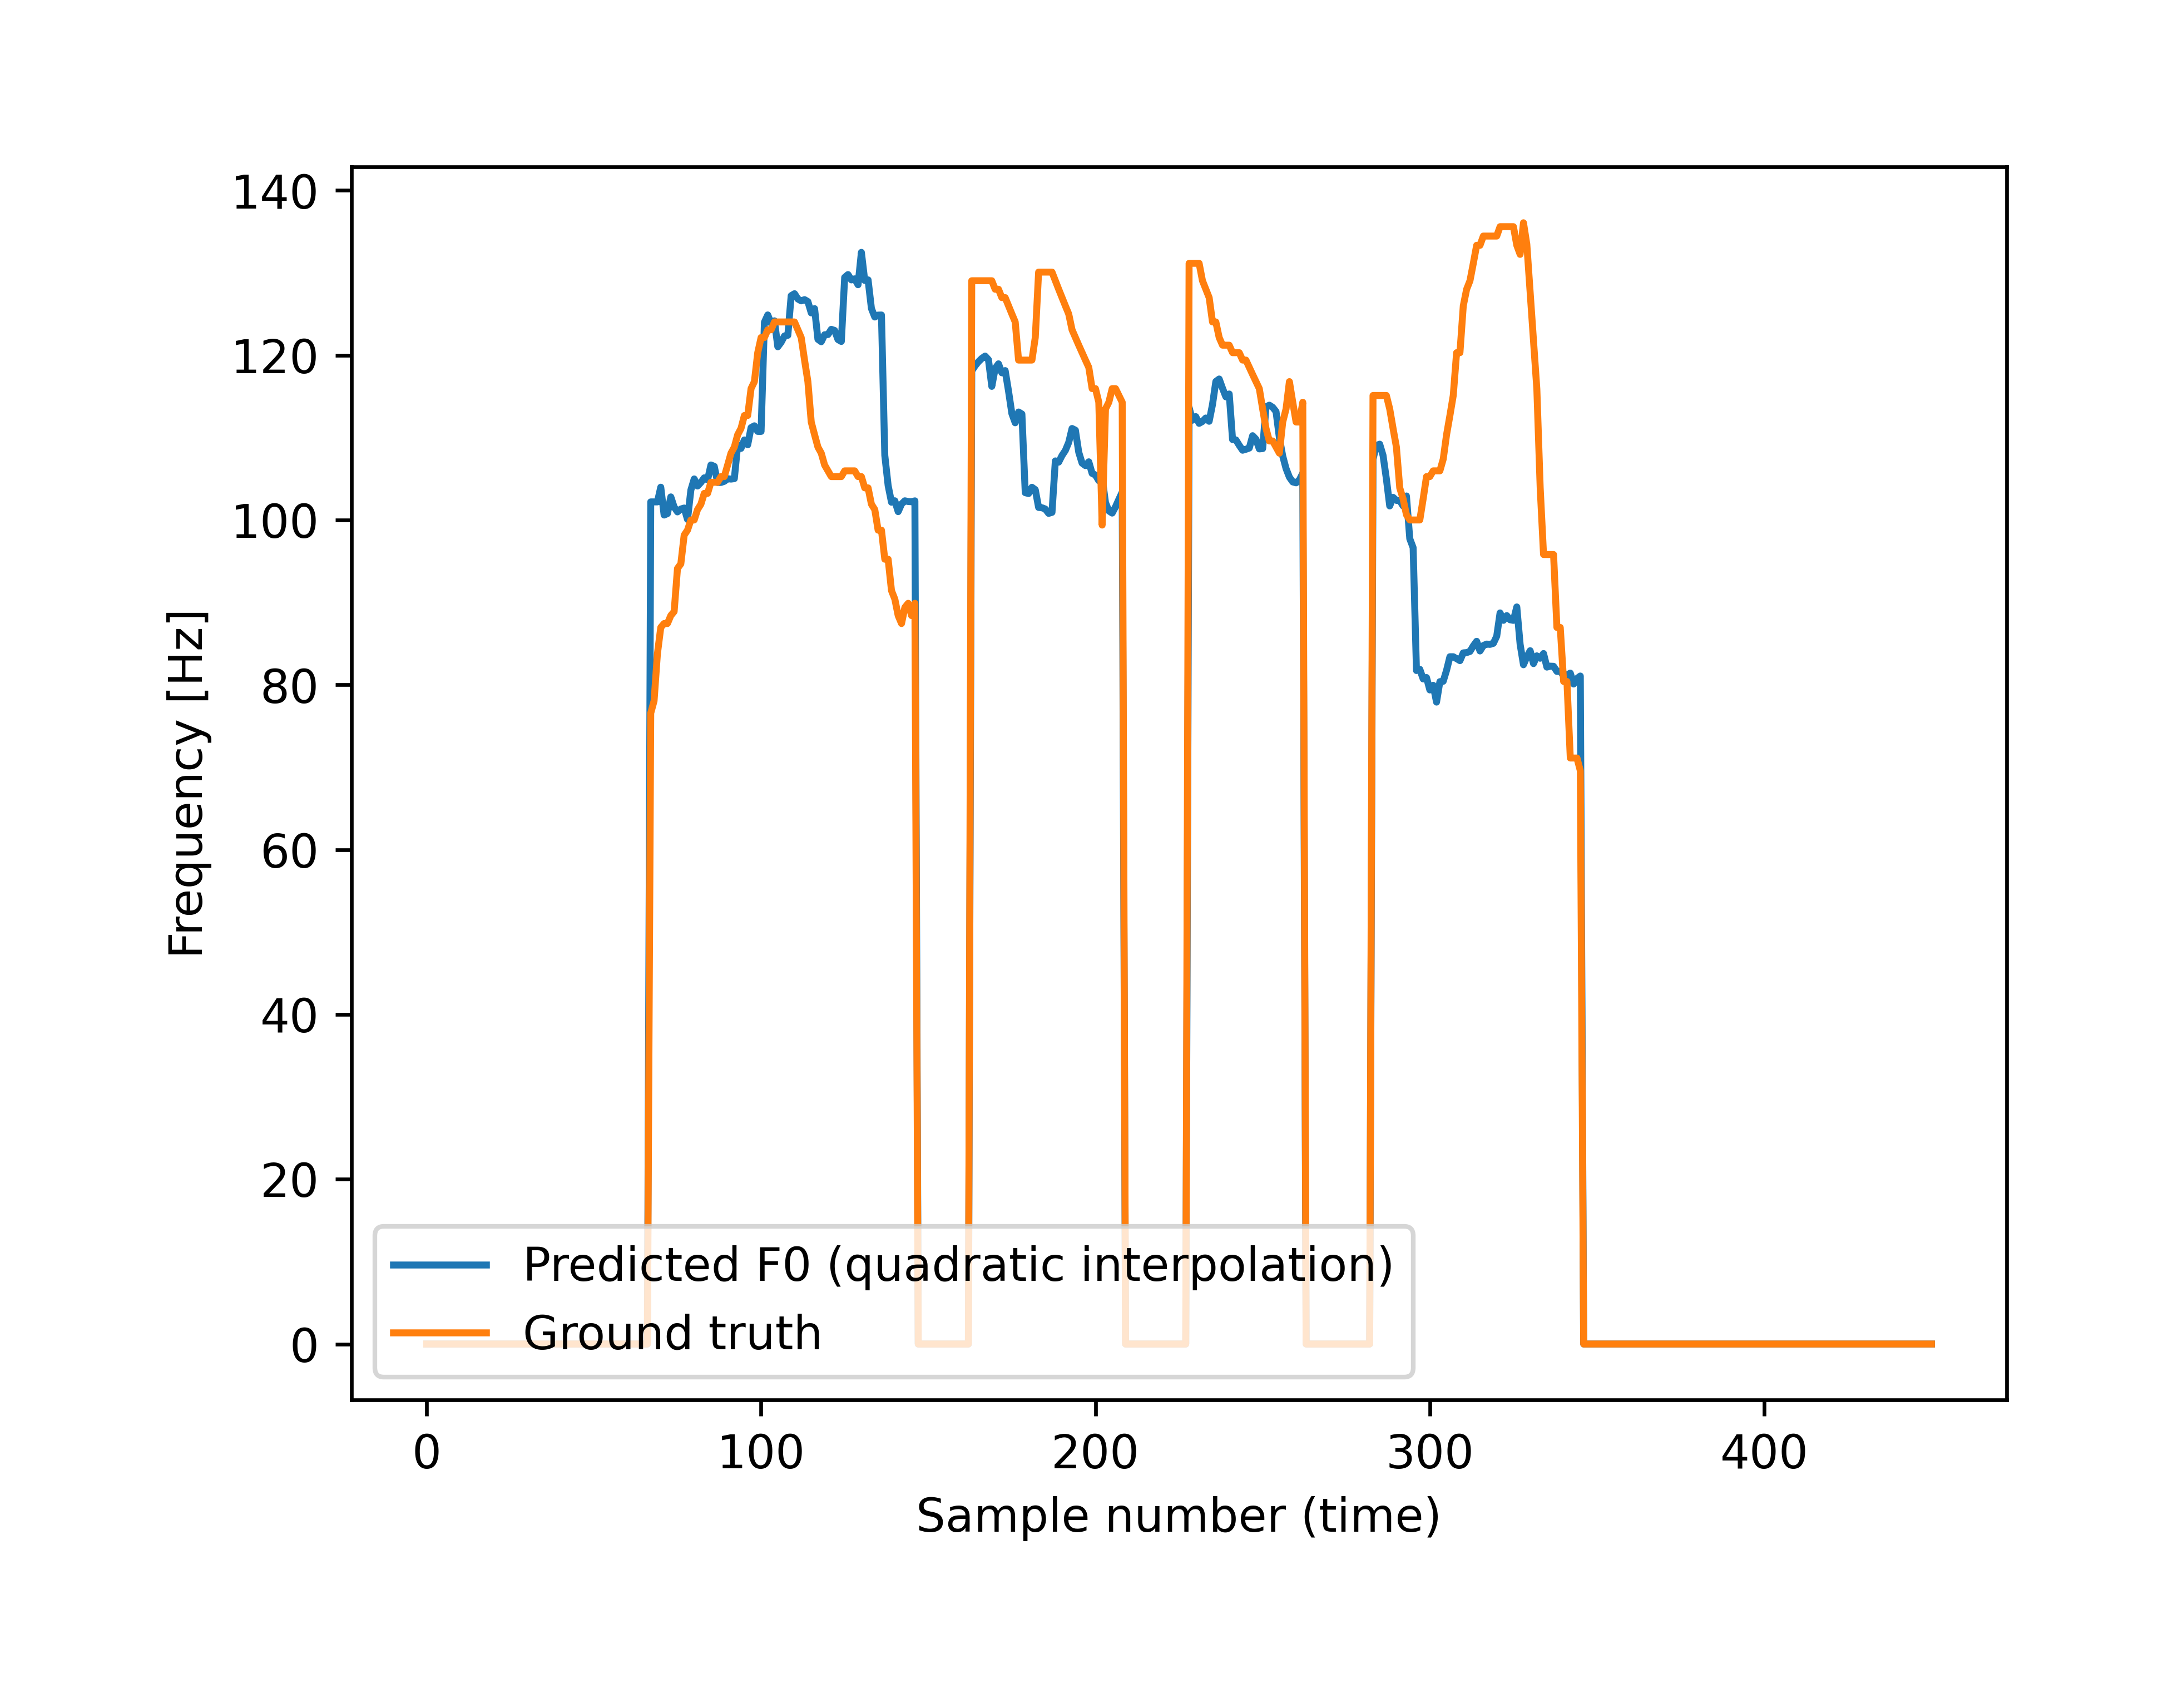 140
120
100
80
60
40
20
0
Frequency [Hz]
Predicted F0 (quadratic interpolation)
Ground truth
0 100 200 300 400
Sample number (time)